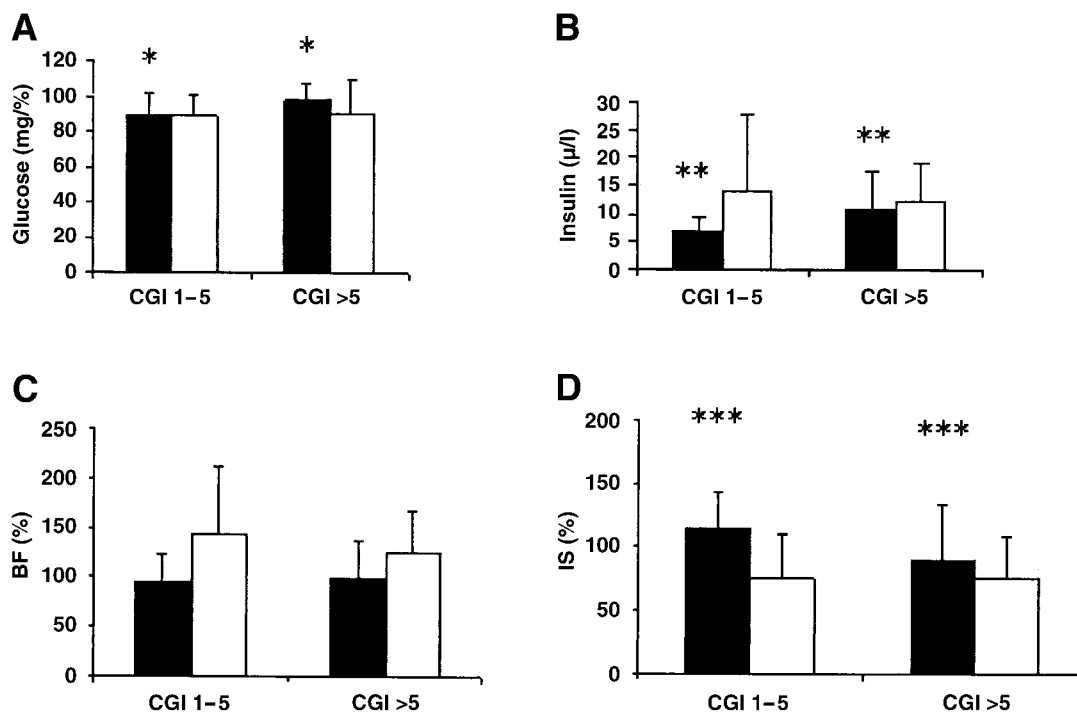 A
*
*
Glucose (mg/%)
120
100
80
60
40
20
0
CGI 1–5
CGI >5
B
**
**
Insulin (µ/l)
30
25
20
15
10
5
0
CGI 1–5
CGI >5
C
BF (%)
250
200
150
100
50
0
CGI 1–5
CGI >5
D
***
***
IS (%)
200
150
100
50
0
CGI 1–5
CGI >5